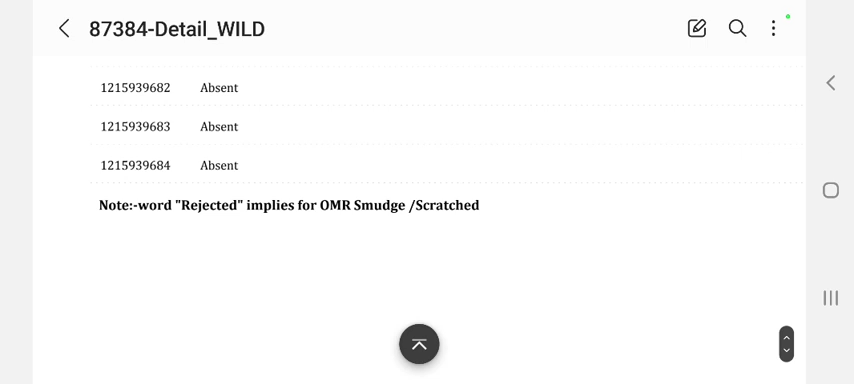 87384-Detail_WILD
1215939682 Absent
1215939683 Absent
1215939684 Absent
Note:-word "Rejected" implies for OMR Smudge /Scratched